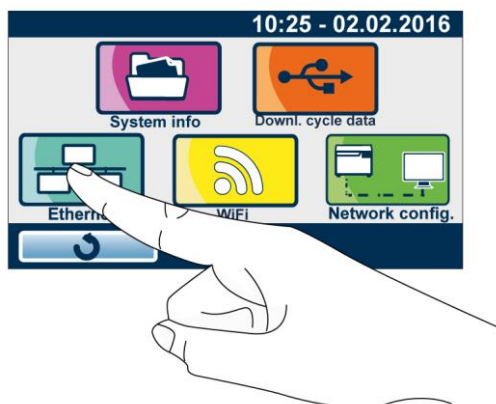 10:25 - 02.02.2016
System info
Downl. cycle data
WiFi
Network config.